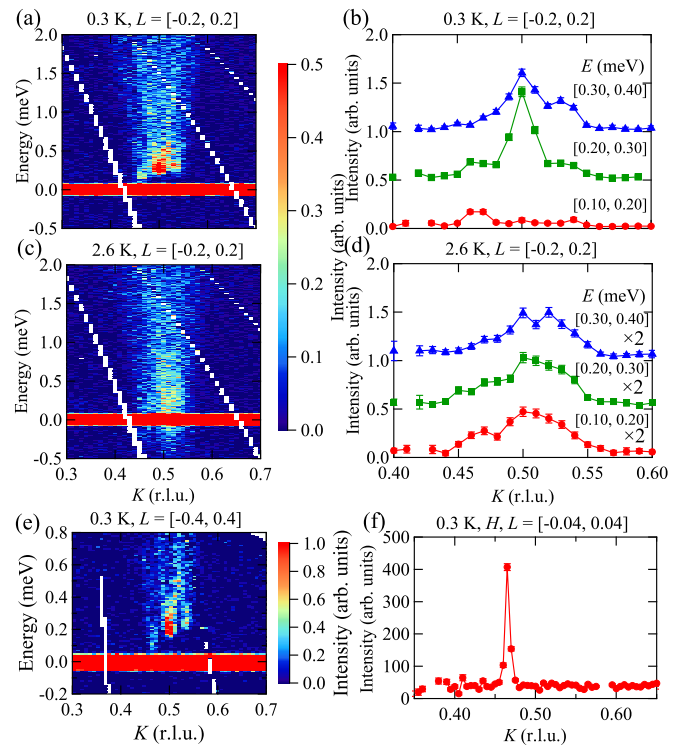 (a) 0.3 K, L = [-0.2, 0.2]
2.0
1.5
1.0
0.5
0.0
-0.5
Energy (meV)
0.5
0.4
0.3
0.2
0.1
0.0
Intensity (arb. units)
(b) 0.3 K, L = [-0.2, 0.2]
2.0
1.5
1.0
0.5
0.0
Intensity (arb. units)
E (meV)
[0.30, 0.40]
[0.20, 0.30]
[0.10, 0.20]
(c) 2.6 K, L = [-0.2, 0.2]
2.0
1.5
1.0
0.5
0.0
-0.5
Energy (meV)
0.3 0.4 0.5 0.6 0.7
K (r.l.u.)
(d) 2.6 K, L = [-0.2, 0.2]
2.0
1.5
1.0
0.5
0.0
Intensity (arb. units)
E (meV)
[0.30, 0.40]
×2
[0.20, 0.30]
×2
[0.10, 0.20]
×2
0.40 0.45 0.50 0.55 0.60
K (r.l.u.)
(e) 0.3 K, L = [-0.4, 0.4]
0.8
0.6
0.4
0.2
0.0
-0.2
Energy (meV)
0.3 0.4 0.5 0.6 0.7
K (r.l.u.)
1.0
0.8
0.6
0.4
0.2
0.0
Intensity (arb. units)
(f) 0.3 K, H, L = [-0.04, 0.04]
500
400
300
200
100
0
Intensity (arb. units)
0.40 0.50 0.60
K (r.l.u.)